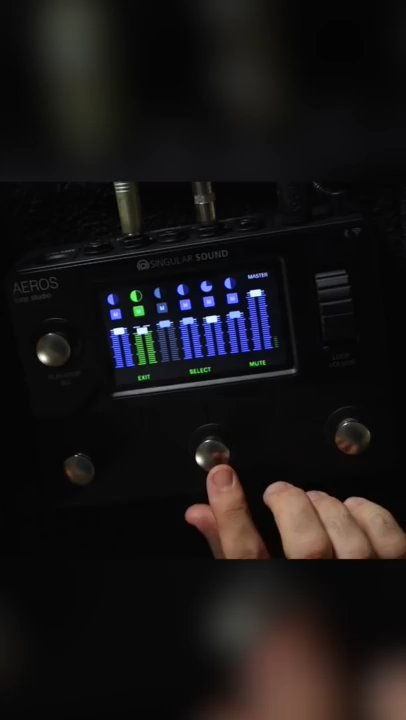 SINGULAR SOUND
AEROS
loop studio
MASTER
M M M M M M
EXIT SELECT MUTE